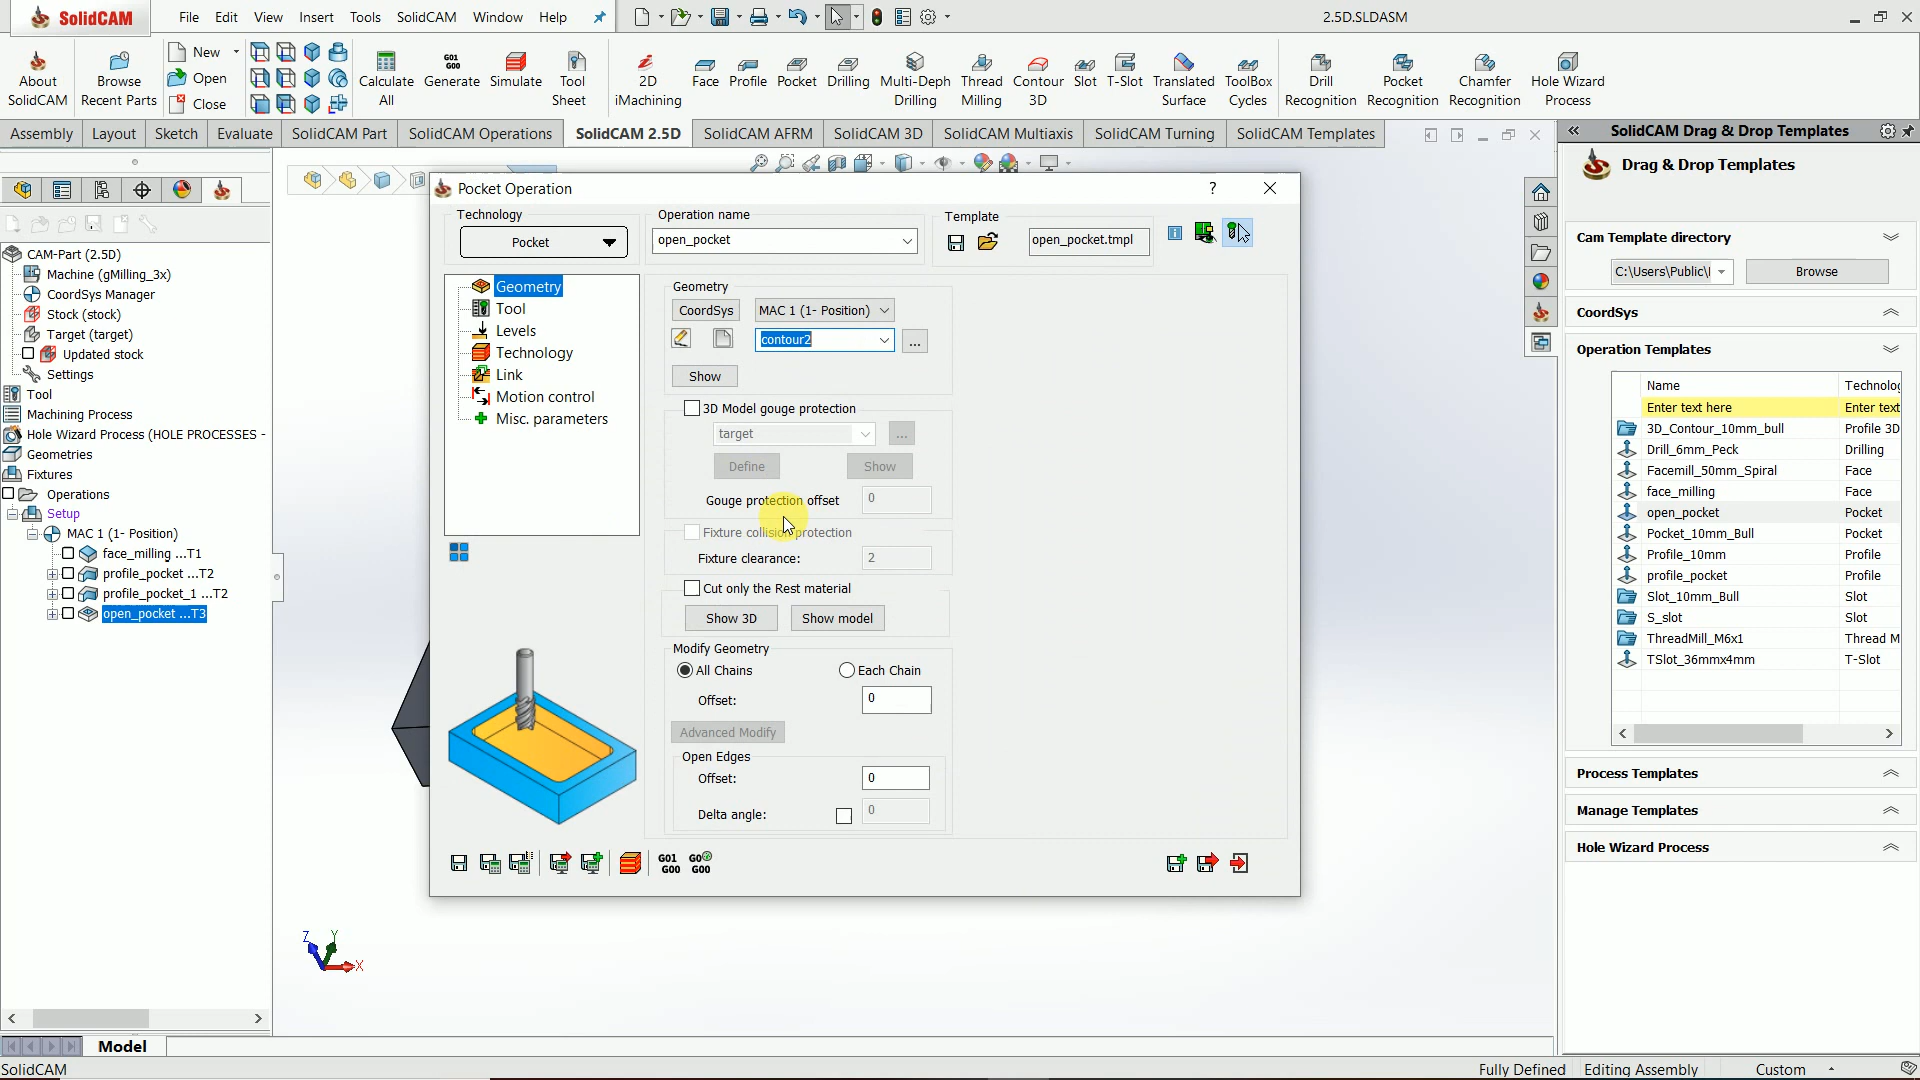 SolidCAM
File Edit View Insert Tools SolidCAM Window Help
2.5D.SLDASM
About SolidCAM
Browse Recent Parts
New
Open
Close
Calculate All
G01 G00
Generate
Simulate
Tool Sheet
2D iMachining
Face
Profile
Pocket
Drilling
Multi-Deph Drilling
Thread Milling
Contour 3D
Slot
T-Slot
Translated Surface
ToolBox Cycles
Drill Recognition
Pocket Recognition
Chamfer Recognition
Hole Wizard Process
Assembly Layout Sketch Evaluate SolidCAM Part SolidCAM Operations SolidCAM 2.5D SolidCAM AFRM SolidCAM 3D SolidCAM Multiaxis SolidCAM Turning SolidCAM Templates
CAM-Part (2.5D)
Machine (gMilling_3x)
CoordSys Manager
Stock (stock)
Target (target)
Updated stock
Settings
Tool
Machining Process
Hole Wizard Process (HOLE PROCESSES -
Geometries
Fixtures
Operations
Setup
MAC 1 (1- Position)
face_milling ...T1
profile_pocket ...T2
profile_pocket_1 ...T2
open_pocket ...T3
Pocket Operation
?
Technology
Pocket
Operation name
open_pocket
Template
open_pocket.tmpl
Geometry
Tool
Levels
Technology
Link
Motion control
Misc. parameters
Geometry
CoordSys
MAC 1 (1- Position)
contour2
...
Show
3D Model gouge protection
target
...
Define
Show
Gouge protection offset
0
Fixture collision protection
Fixture clearance:
2
Cut only the Rest material
Show 3D
Show model
Modify Geometry
All Chains
Each Chain
Offset:
0
Advanced Modify
Open Edges
Offset:
0
Delta angle:
0
G01 G00
G0 G00
Z
Y
X
SolidCAM Drag & Drop Templates
Drag & Drop Templates
Cam Template directory
C:\Users\Public\
Browse
CoordSys
Operation Templates
Name Technolo
Enter text here Enter text
3D_Contour_10mm_bull Profile 3D
Drill_6mm_Peck Drilling
Facemill_50mm_Spiral Face
face_milling Face
open_pocket Pocket
Pocket_10mm_Bull Pocket
Profile_10mm Profile
profile_pocket Profile
Slot_10mm_Bull Slot
S_slot Slot
ThreadMill_M6x1 Thread M
TSlot_36mmx4mm T-Slot
Process Templates
Manage Templates
Hole Wizard Process
Model
SolidCAM
Fully Defined
Editing Assembly
Custom